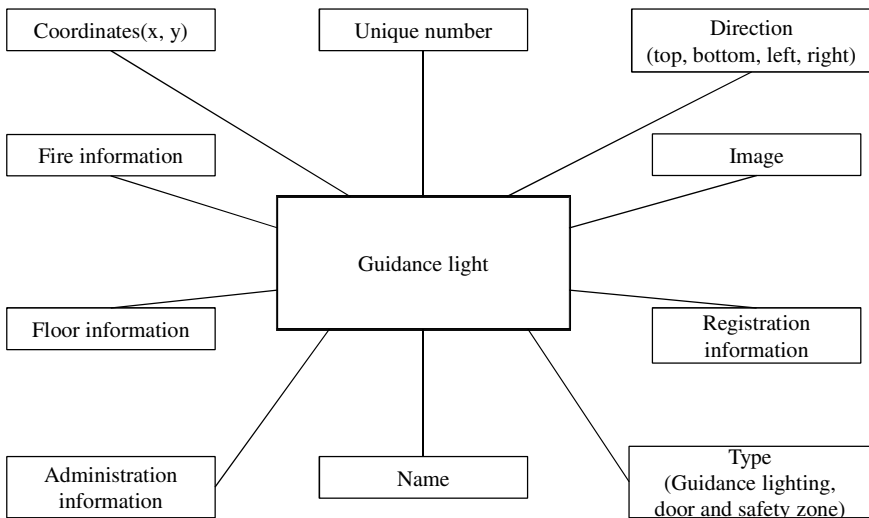 Coordinates(x, y)
Unique number
Direction
(top, bottom, left, right)
Fire information
Image
Guidance light
Floor information
Registration
information
Administration
information
Name
Type
(Guidance lighting,
door and safety zone)